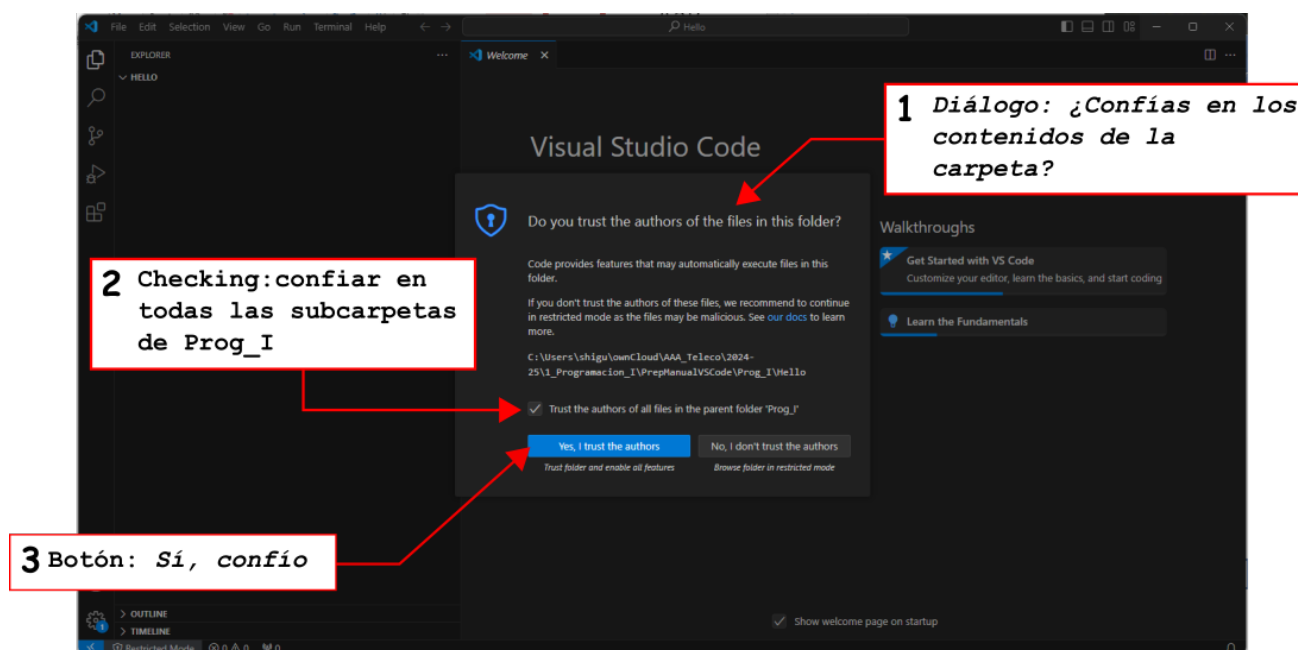 File Edit Selection View Go Run Terminal Help
Hello
EXPLORER
HELLO
Welcome
1 Diálogo: ¿Confías en los
contenidos de la
carpeta?
Visual Studio Code
Do you trust the authors of the files in this folder?
Code provides features that may automatically execute files in this
folder.
If you don't trust the authors of these files, we recommend to continue
in restricted mode as the files may be malicious. See our docs to learn
more.
C:\Users\shigu\ownCloud\AAA_Teleco\2024-
25\1_Programacion_I\PrepManualVSCode\Prog_I\Hello
Trust the authors of all files in the parent folder 'Prog_I'
Yes, I trust the authors
No, I don't trust the authors
Trust folder and enable all features
Browse folder in restricted mode
Walkthroughs
Get Started with VS Code
Customize your editor, learn the basics, and start coding
Learn the Fundamentals
2 Checking:confiar en
todas las subcarpetas
de Prog_I
3 Botón: Sí, confío
OUTLINE
TIMELINE
1
Show welcome page on startup
Restricted Mode 0 0 0